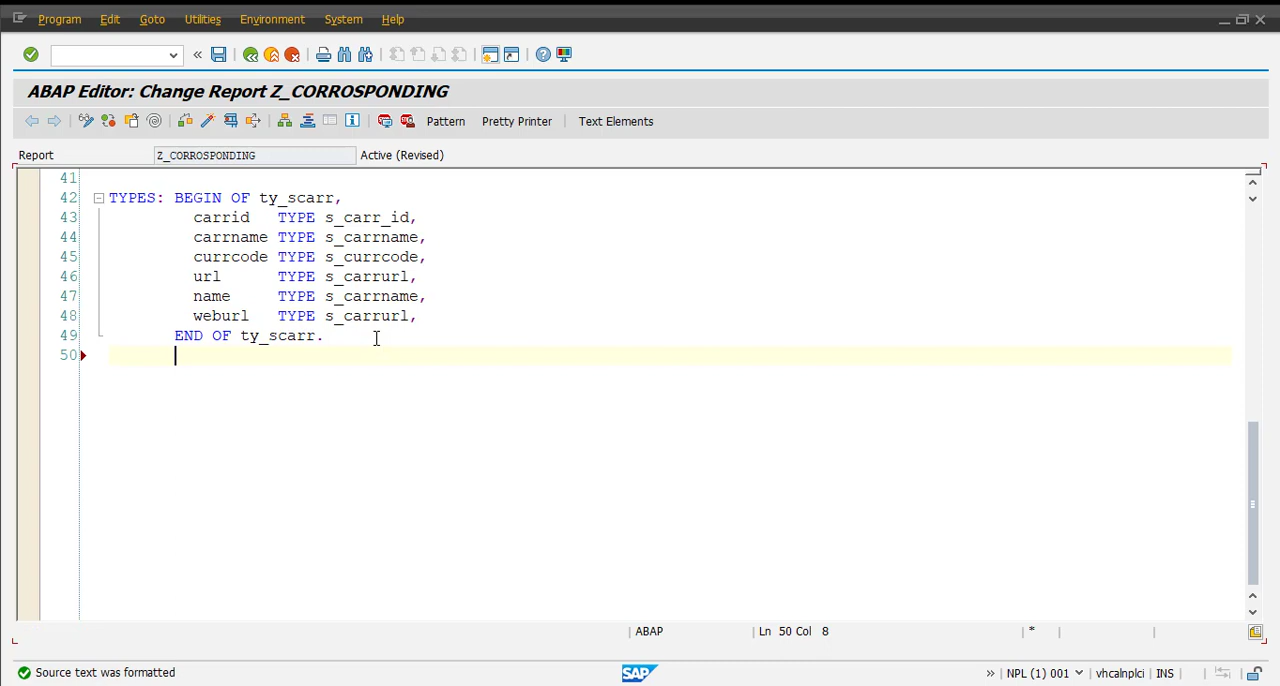 Program Edit Goto Utilities Environment System Help
«
ABAP Editor: Change Report Z_CORROSPONDING
Pattern Pretty Printer Text Elements
Report Z_CORROSPONDING Active (Revised)
41
42 TYPES: BEGIN OF ty_scarr,
43 carrid TYPE s_carr_id,
44 carrname TYPE s_carrname,
45 currcode TYPE s_currcode,
46 url TYPE s_carrurl,
47 name TYPE s_carrname,
48 weburl TYPE s_carrurl,
49 END OF ty_scarr.
50
ABAP Ln 50 Col 8 *
Source text was formatted SAP » NPL (1) 001 vhcalnplci INS